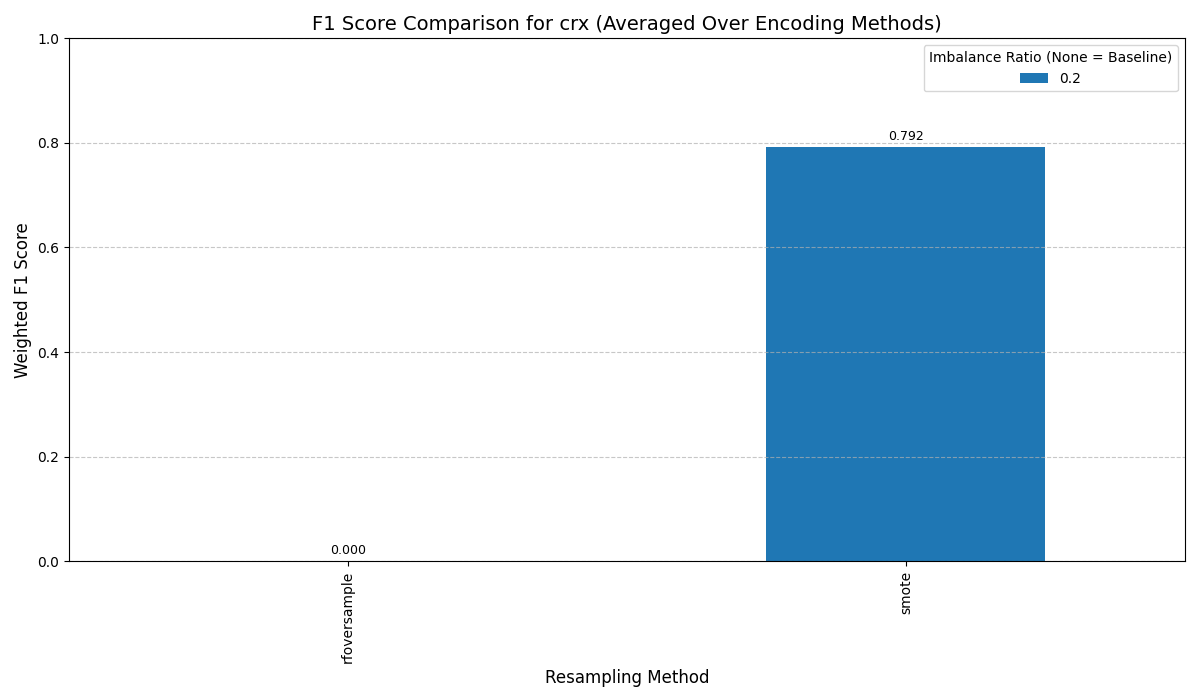 F1 Score Comparison for crx (Averaged Over Encoding Methods)
Imbalance Ratio (None = Baseline)
0.2
Weighted F1 Score
1.0
0.8
0.6
0.4
0.2
0.0
0.000
0.792
rfoversample
smote
Resampling Method